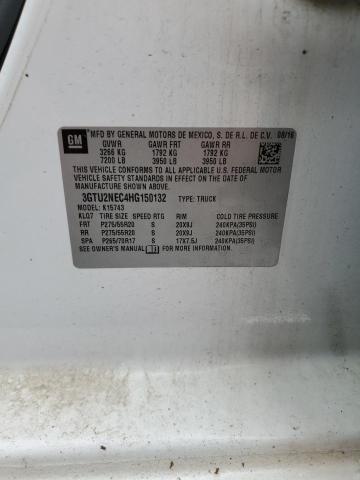 GM MFD BY GENERAL MOTORS DE MEXICO, S. DE R.L. DE C.V. 08/16
GVWR GAWR FRT GAWR RR
3266 KG 1792 KG 1792 KG
7200 LB 3950 LB 3950 LB
THIS VEHICLE CONFORMS TO ALL APPLICABLE U.S. FEDERAL MOTOR
VEHICLE SAFETY STANDARDS IN EFFECT ON THE DATE OF
MANUFACTURE SHOWN ABOVE.
3GTU2NEC4HG150132 TYPE: TRUCK
MODEL: K15743
KLG7 TIRE SIZE SPEED RTG RIM COLD TIRE PRESSURE
FRT P275/55R20 S 20X9J 240KPA(35PSI)
RR P275/55R20 S 20X9J 240KPA(35PSI)
SPA P265/70R17 S 17X7.5J 240KPA(35PSI)
SEE OWNER'S MANUAL FOR MORE INFORMATION.